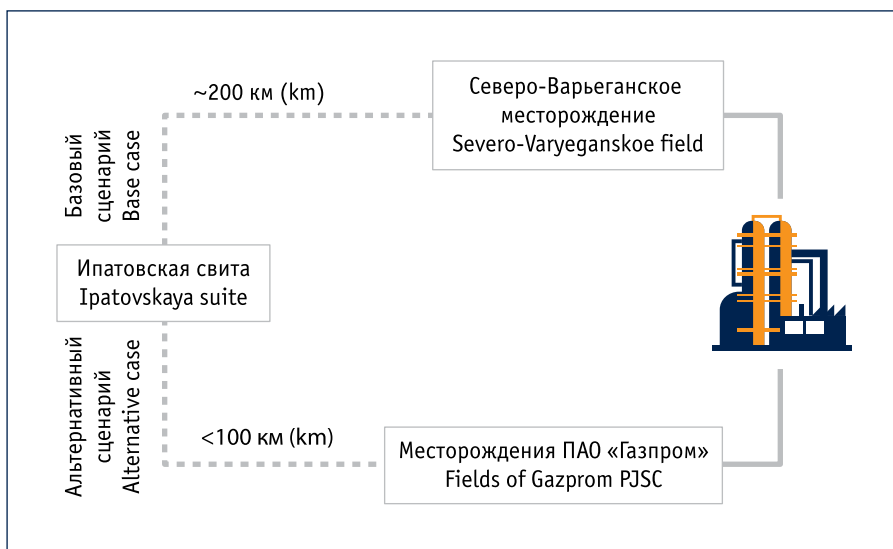 ~200 км (km)
Северо-Варьеганское
месторождение
Severo-Varyeganskoe field
Базовый
сценарий
Base case
Ипатовская свита
Ipatovskaya suite
Альтернативный
сценарий
Alternative case
<100 км (km)
Месторождения ПАО «Газпром»
Fields of Gazprom PJSC